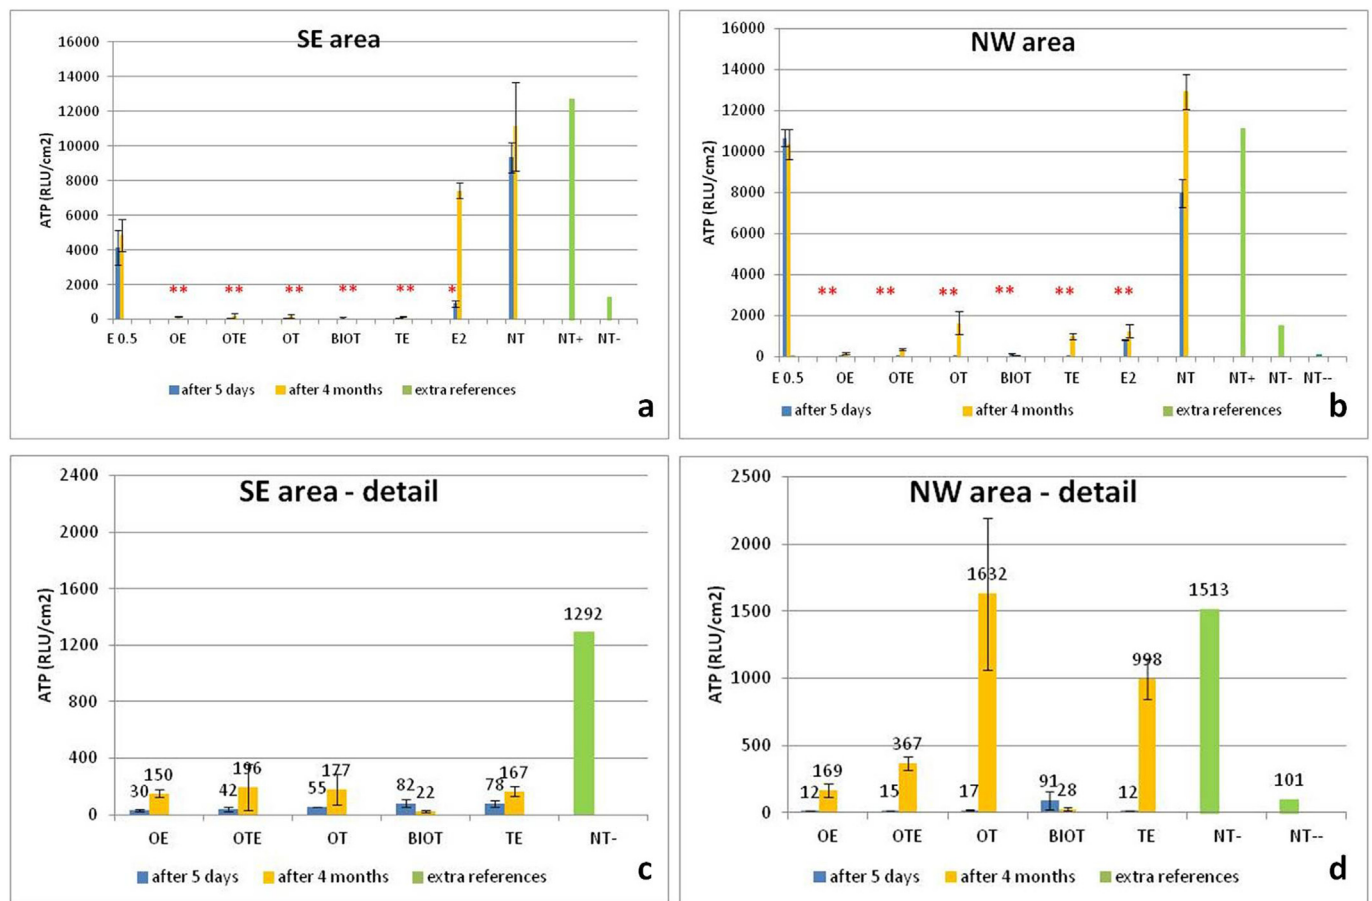 SE area
ATP (RLU/cm2)
16000
14000
12000
10000
8000
6000
4000
2000
0
** ** ** ** ** *
E 0.5 OE OTE OT BIOT TE E2 NT NT+ NT-
after 5 days after 4 months extra references
a
NW area
ATP (RLU/cm2)
16000
14000
12000
10000
8000
6000
4000
2000
0
** ** ** ** ** **
E 0.5 OE OTE OT BIOT TE E2 NT NT+ NT- NT--
after 5 days after 4 months extra references
b
SE area - detail
ATP (RLU/cm2)
2400
2000
1600
1200
800
400
0
30 150 42 196 55 177 82 22 78 167 1292
OE OTE OT BIOT TE NT-
after 5 days after 4 months extra references
c
NW area - detail
ATP (RLU/cm2)
2500
2000
1500
1000
500
0
12 169 15 367 17 1632 91 28 12 998 1513 101
OE OTE OT BIOT TE NT- NT--
after 5 days after 4 months extra references
d